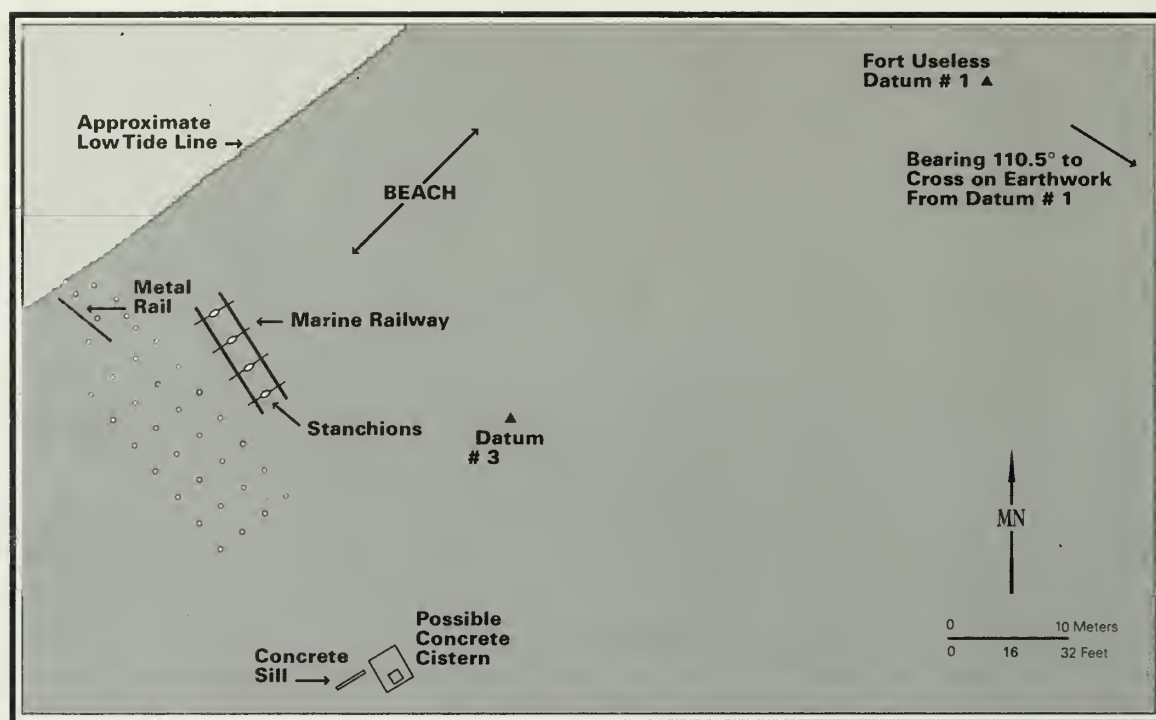 Fort Useless
Datum # 1
Approximate
Low Tide Line
Bearing 110.5° to
Cross on Earthwork
From Datum # 1
BEACH
Metal
Rail
Marine Railway
Stanchions
Datum
# 3
MN
0 10 Meters
0 16 32 Feet
Possible
Concrete
Cistern
Concrete
Sill